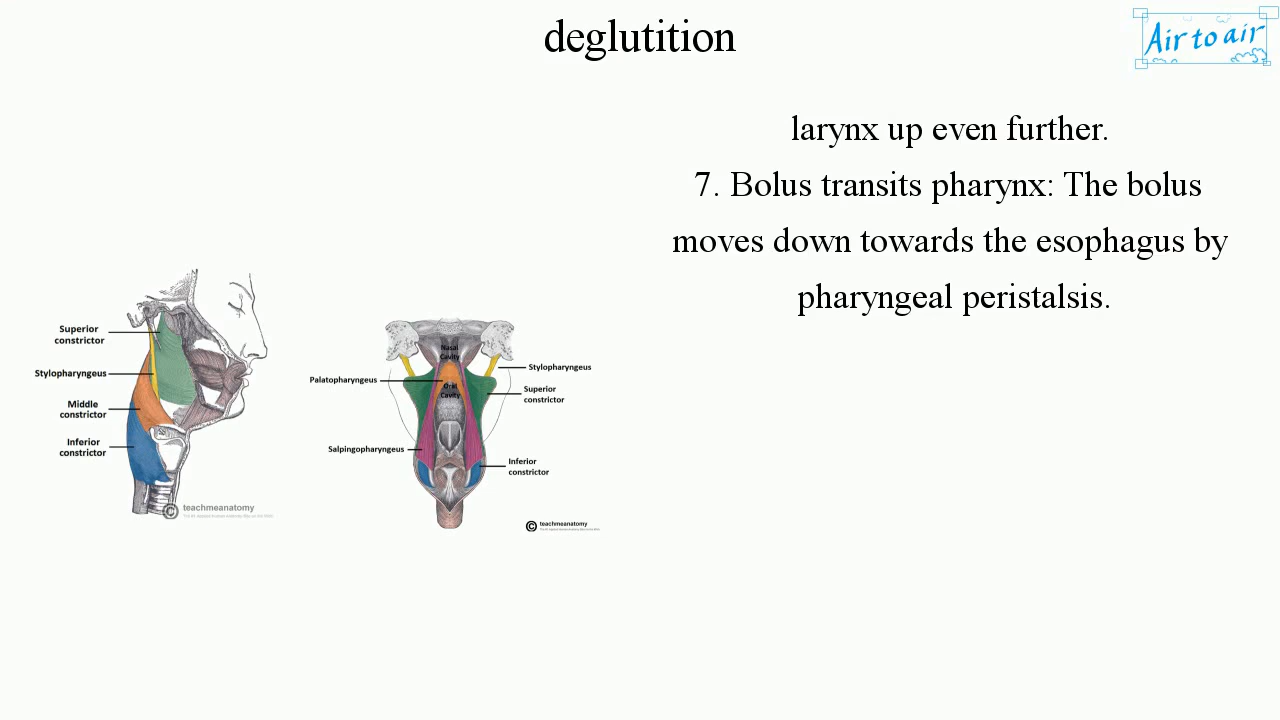 deglutition
Air to air
larynx up even further.
7. Bolus transits pharynx: The bolus
moves down towards the esophagus by
pharyngeal peristalsis.
Superior
constrictor
Stylopharyngeus
Middle
constrictor
Inferior
constrictor
© teachmeanatomy
Nasal
Cavity
Oral
Cavity
Palatopharyngeus
Salpingopharyngeus
Stylopharyngeus
Superior
constrictor
Inferior
constrictor
© teachmeanatomy